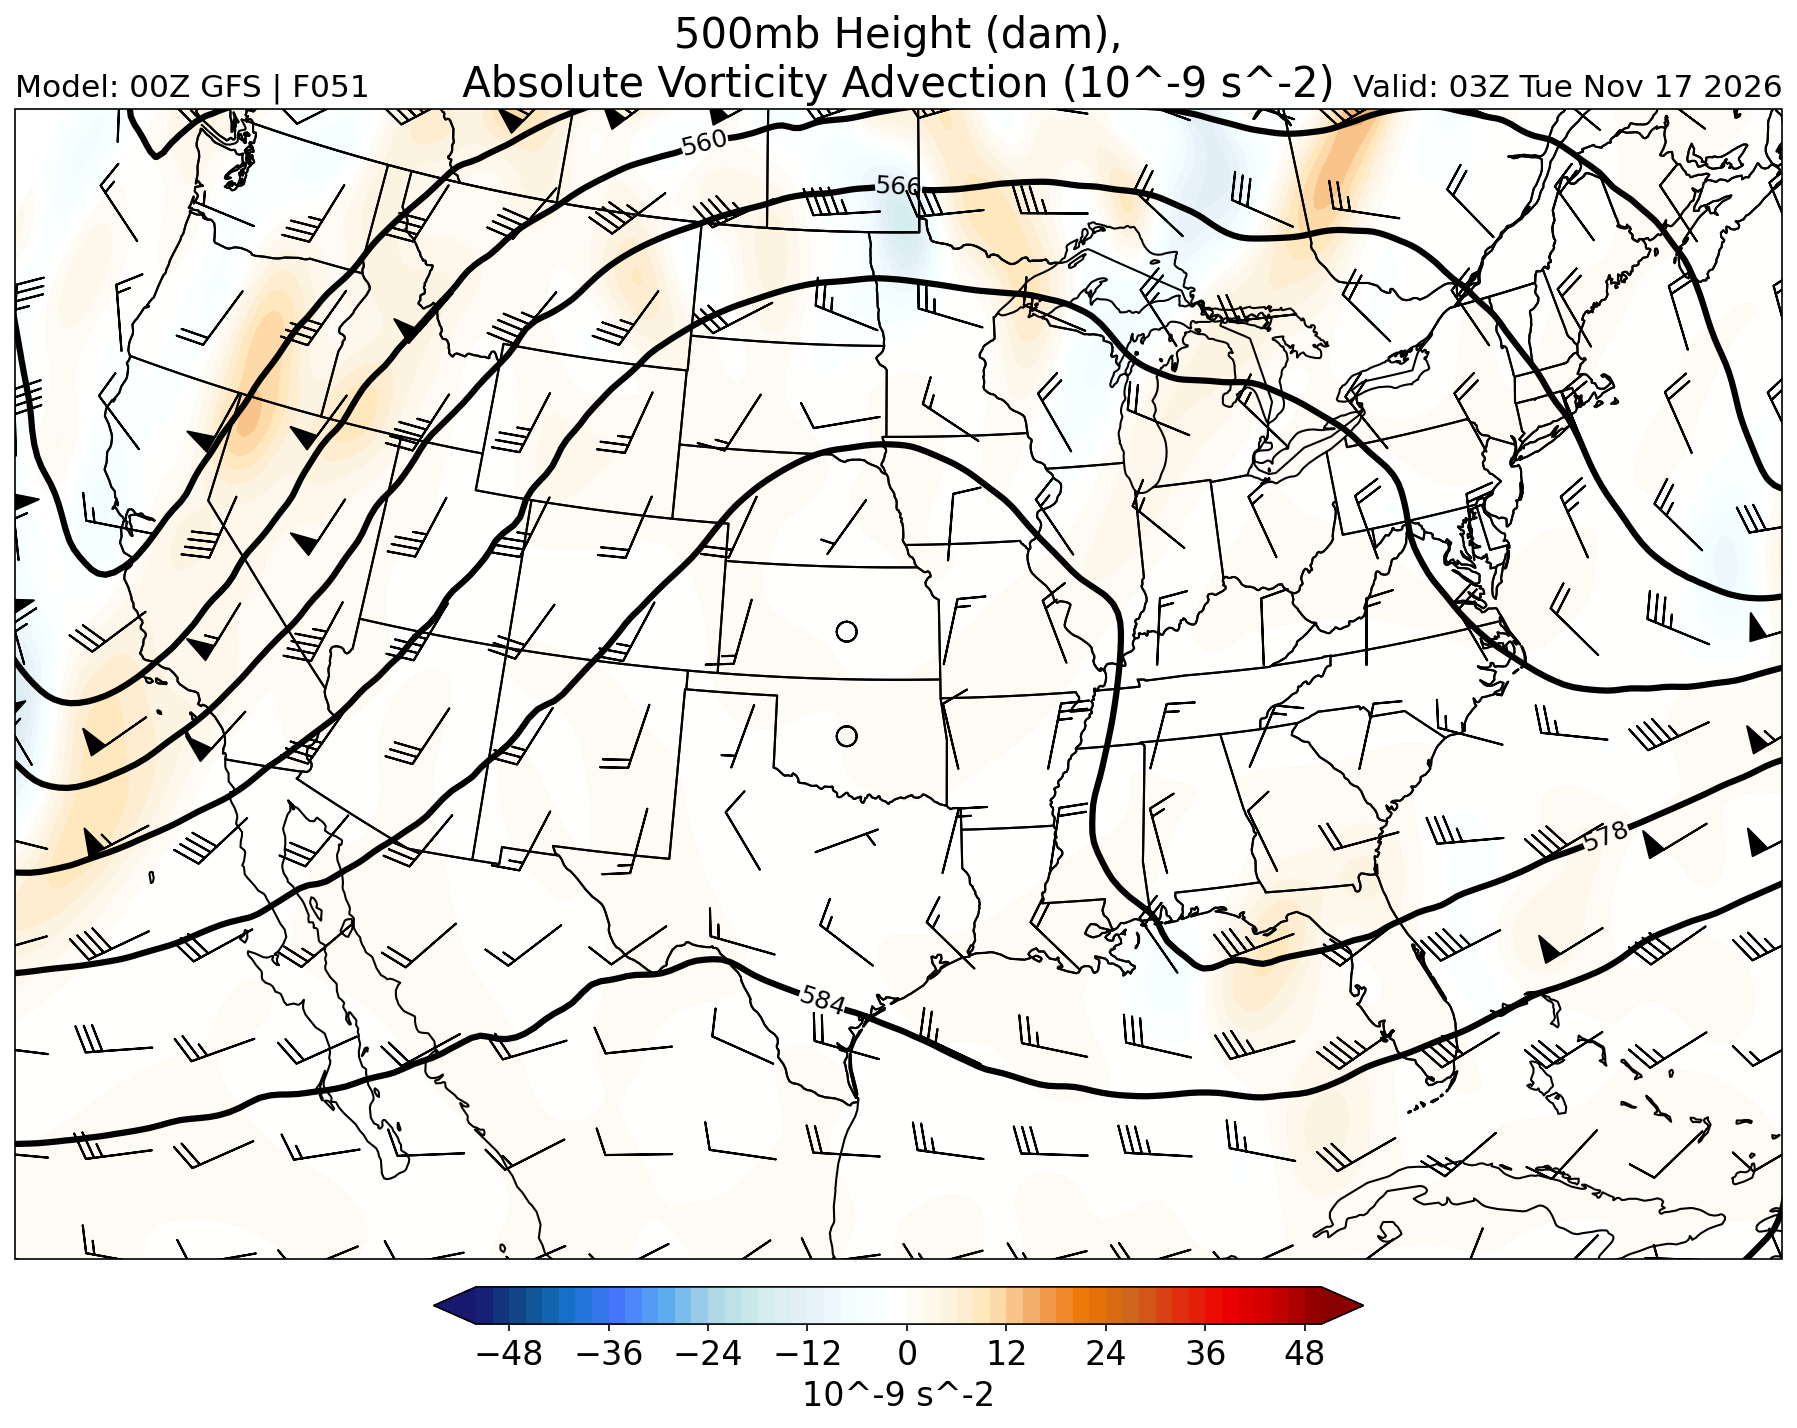 500mb Height (dam),
Model: 00Z GFS | F051
Absolute Vorticity Advection (10^-9 s^-2)
Valid: 03Z Tue Nov 17 2026
560
566
578
584
−48 −36 −24 −12 0 12 24 36 48
10^-9 s^-2